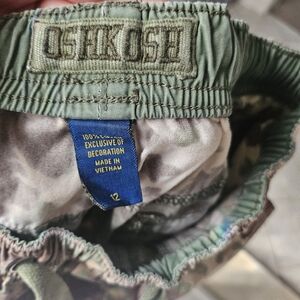 OSHKOSH
100%
EXCLUSIVE OF
DECORATION
MADE IN
VIETNAM
12